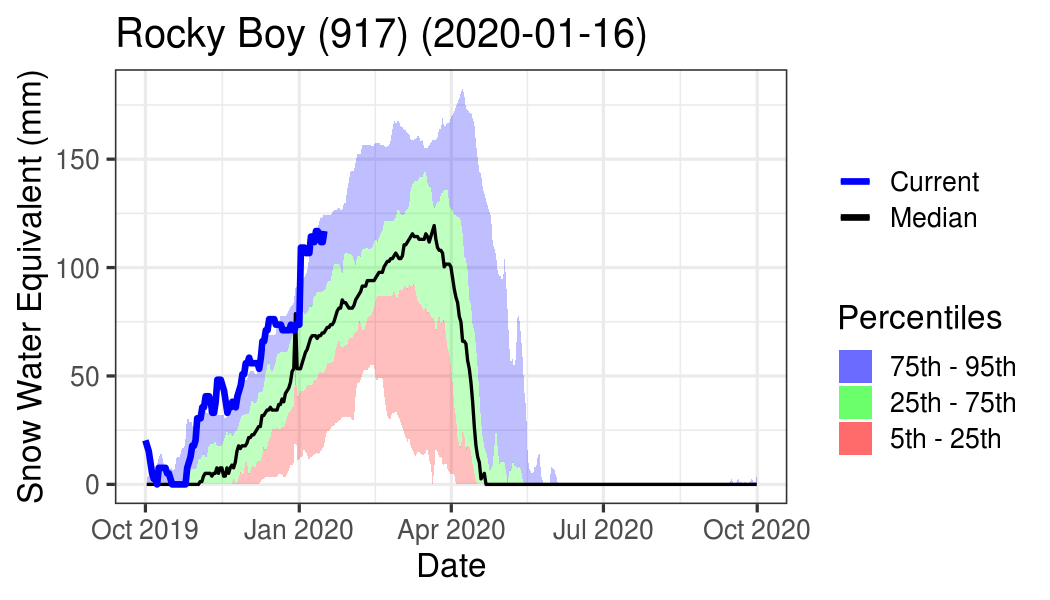 Rocky Boy (917) (2020-01-16)
Snow Water Equivalent (mm)
150
100
50
0
Oct 2019 Jan 2020 Apr 2020 Jul 2020 Oct 2020
Date
Current
Median
Percentiles
75th - 95th
25th - 75th
5th - 25th